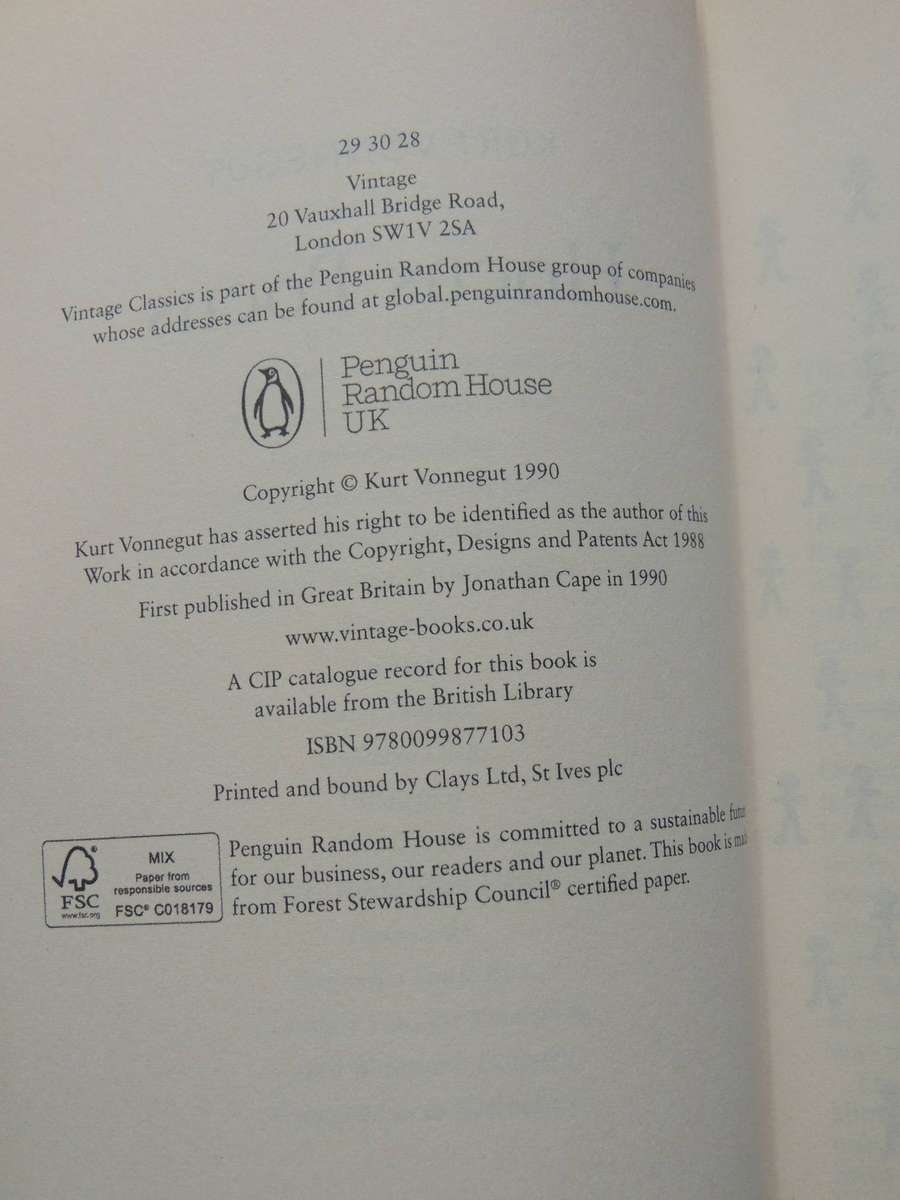 29 30 28
Vintage
20 Vauxhall Bridge Road,
London SW1V 2SA
Vintage Classics is part of the Penguin Random House group of companies
whose addresses can be found at global.penguinrandomhouse.com.
Penguin
Random House
UK
Copyright © Kurt Vonnegut 1990
Kurt Vonnegut has asserted his right to be identified as the author of this
Work in accordance with the Copyright, Designs and Patents Act 1988
First published in Great Britain by Jonathan Cape in 1990
www.vintage-books.co.uk
A CIP catalogue record for this book is
available from the British Library
ISBN 9780099877103
Printed and bound by Clays Ltd, St Ives plc
FSC
www.fsc.org
MIX
Paper from
responsible sources
FSC® C018179
Penguin Random House is committed to a sustainable
for our business, our readers and our planet. This book is
from Forest Stewardship Council® certified paper.